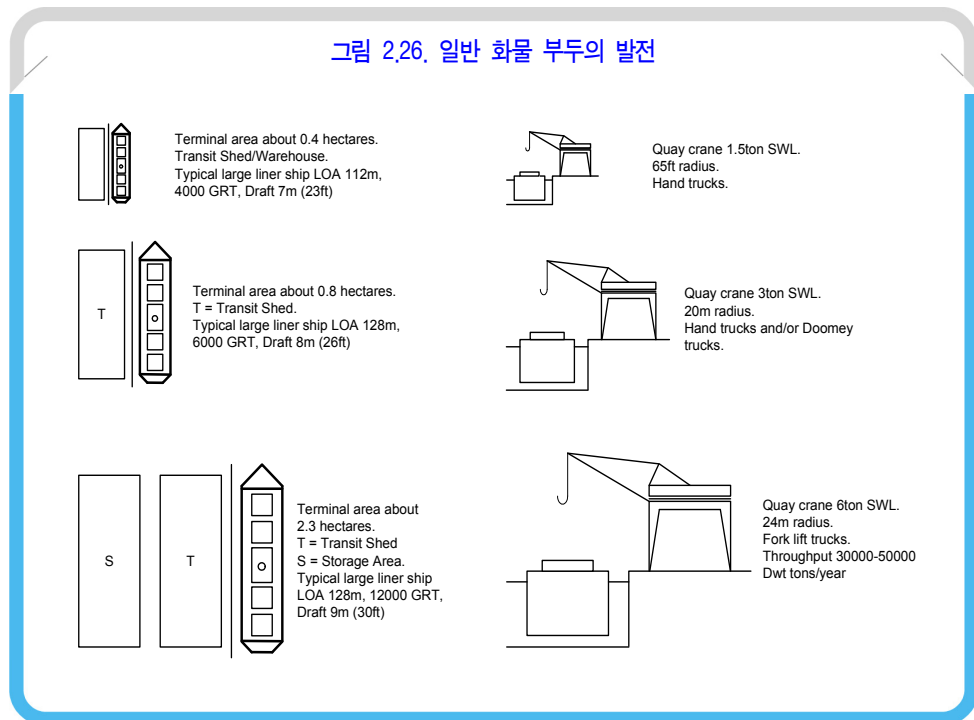 그림 2.26. 일반 화물 부두의 발전
Terminal area about 0.4 hectares.
Transit Shed/Warehouse.
Typical large liner ship LOA 112m,
4000 GRT, Draft 7m (23ft)
Quay crane 1.5ton SWL.
65ft radius.
Hand trucks.
T
Terminal area about 0.8 hectares.
T = Transit Shed.
Typical large liner ship LOA 128m,
6000 GRT, Draft 8m (26ft)
Quay crane 3ton SWL.
20m radius.
Hand trucks and/or Doomey
trucks.
S
T
Terminal area about
2.3 hectares.
T = Transit Shed
S = Storage Area.
Typical large liner ship
LOA 128m, 12000 GRT,
Draft 9m (30ft)
Quay crane 6ton SWL.
24m radius.
Fork lift trucks.
Throughput 30000-50000
Dwt tons/year